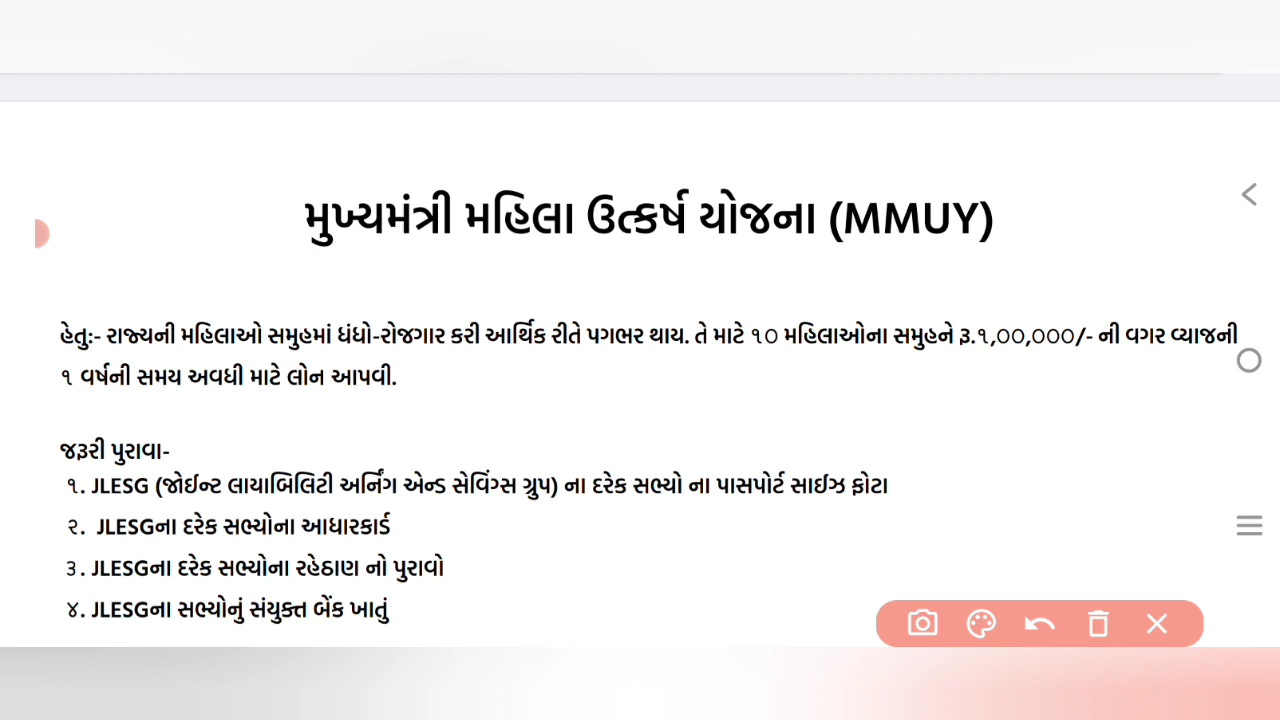 મુખ્યમંત્રી મહિલા ઉત્કર્ષ યોજના (MMUY)
હેતુ:- રાજ્યની મહિલાઓ સમુહમાં ધંધો-રોજગાર કરી આર્થિક રીતે પગભર થાય. તે માટે ૧૦ મહિલાઓના સમુહને રૂ.૧,૦૦,૦૦૦/- ની વગર વ્યાજની
૧ વર્ષની સમય અવધી માટે લોન આપવી.
જરૂરી પુરાવા-
૧. JLESG (જોઈન્ટ લાયાબિલિટી અર્નિંગ એન્ડ સેવિંગ્સ ગ્રુપ) ના દરેક સભ્યો ના પાસપોર્ટ સાઈઝ ફોટા
૨. JLESGના દરેક સભ્યોના આધારકાર્ડ
૩. JLESGના દરેક સભ્યોના રહેઠાણ નો પુરાવો
૪. JLESGના સભ્યોનું સંયુક્ત બેંક ખાતું